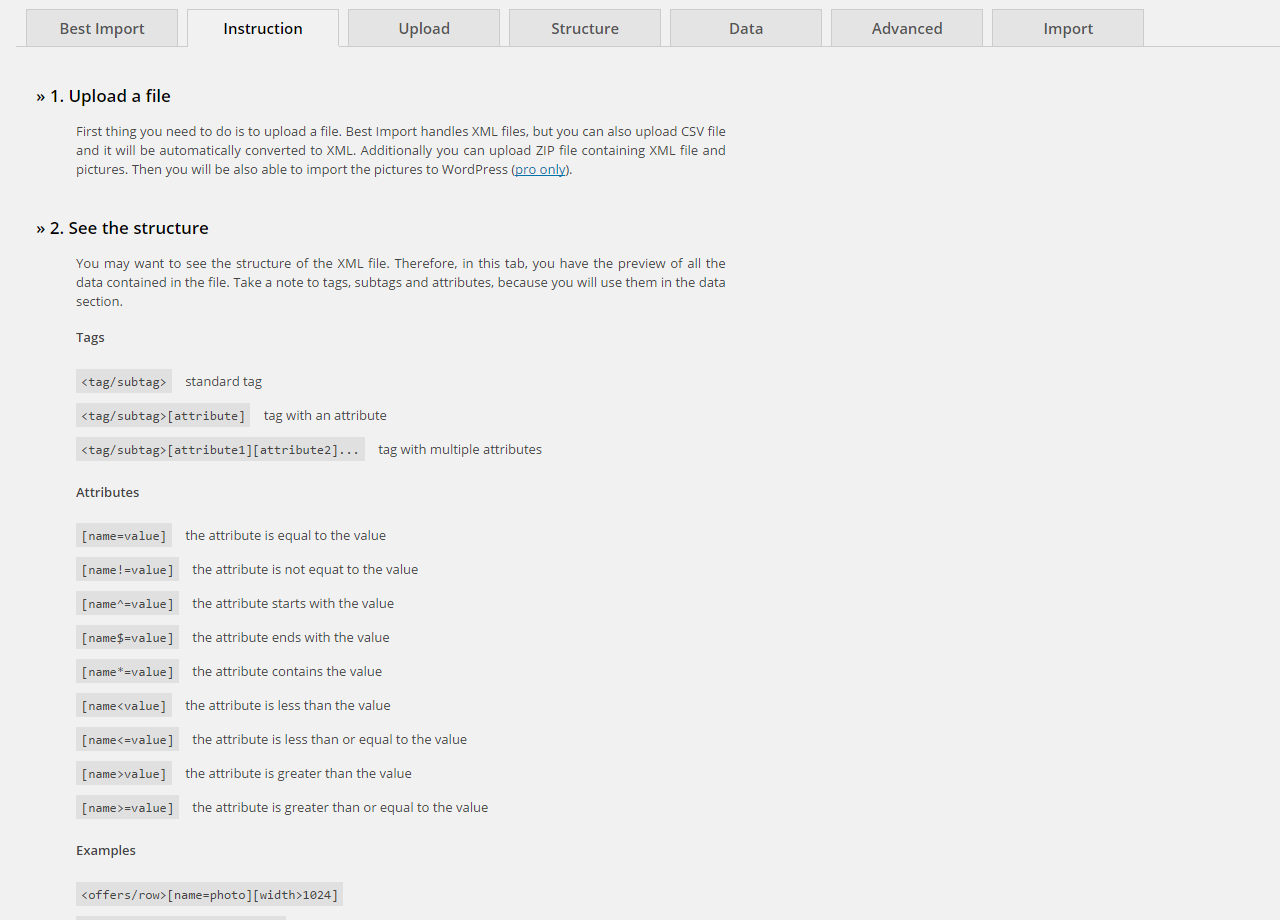 Best Import
Instruction
Upload
Structure
Data
Advanced
Import
» 1. Upload a file
First thing you need to do is to upload a file. Best Import handles XML files, but you can also upload CSV file
and it will be automatically converted to XML. Additionally you can upload ZIP file containing XML file and
pictures. Then you will be also able to import the pictures to WordPress (pro only).
» 2. See the structure
You may want to see the structure of the XML file. Therefore, in this tab, you have the preview of all the
data contained in the file. Take a note to tags, subtags and attributes, because you will use them in the data
section.
Tags
<tag/subtag> standard tag
<tag/subtag>[attribute] tag with an attribute
<tag/subtag>[attribute1][attribute2]... tag with multiple attributes
Attributes
[name=value] the attribute is equal to the value
[name!=value] the attribute is not equat to the value
[name^=value] the attribute starts with the value
[name$=value] the attribute ends with the value
[name*=value] the attribute contains the value
[name<value] the attribute is less than the value
[name<=value] the attribute is less than or equal to the value
[name>value] the attribute is greater than the value
[name>=value] the attribute is greater than or equal to the value
Examples
<offers/row>[name=photo][width>1024]